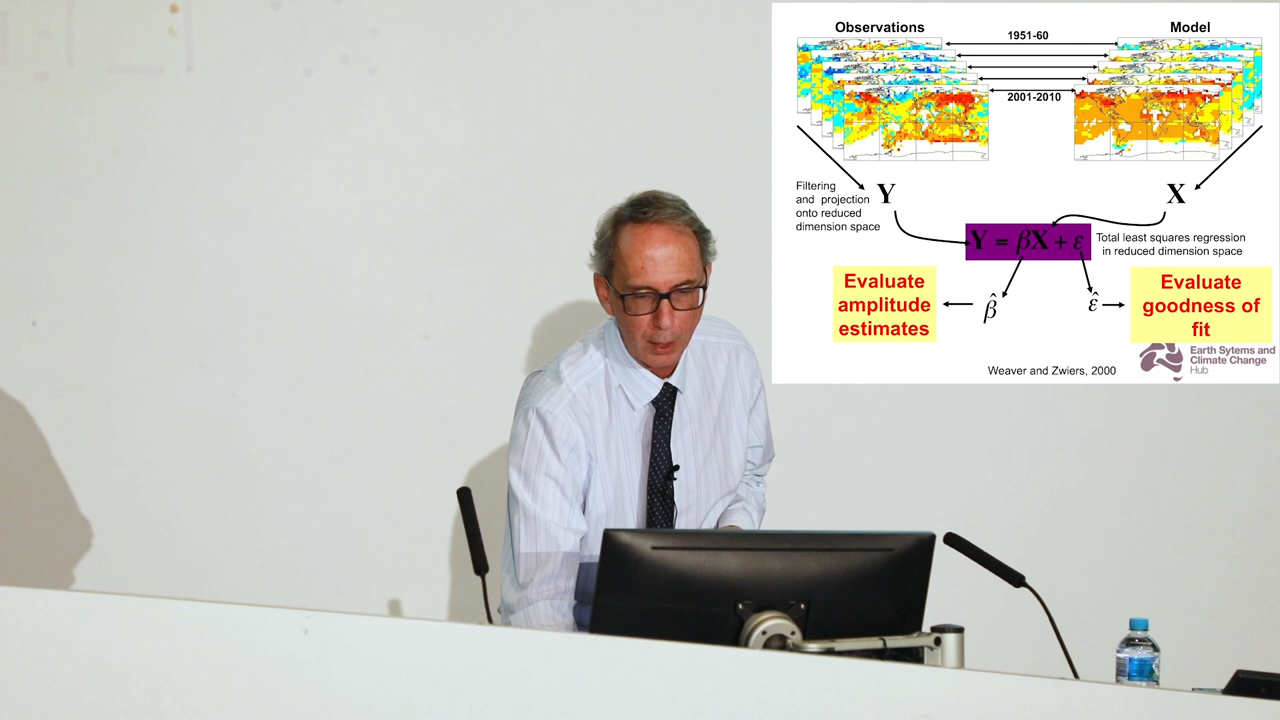 Observations
Model
1951-60
2001-2010
Filtering
and projection
onto reduced
dimension space
Y
X
Y = βX + ε
Total least squares regression
in reduced dimension space
Evaluate
amplitude
estimates
β̂
ε̂
Evaluate
goodness of
fit
Weaver and Zwiers, 2000
Earth Sytems and
Climate Change
Hub